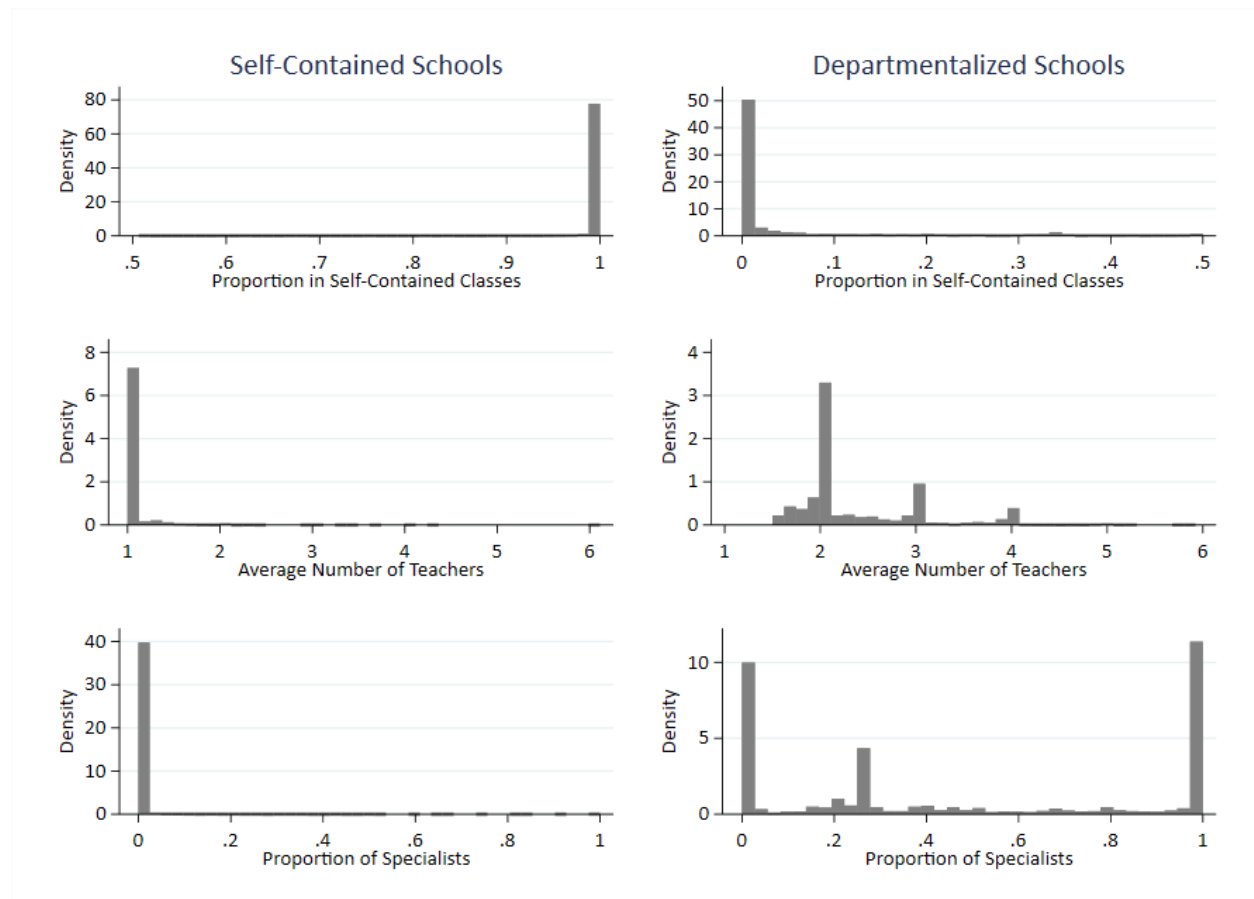 Self-Contained Schools
Departmentalized Schools
80
60
40
20
0
Density
.5 .6 .7 .8 .9 1
Proportion in Self-Contained Classes
50
40
30
20
10
0
Density
0 .1 .2 .3 .4 .5
Proportion in Self-Contained Classes
8
6
4
2
0
Density
1 2 3 4 5 6
Average Number of Teachers
4
3
2
1
0
Density
1 2 3 4 5 6
Average Number of Teachers
40
30
20
10
0
Density
0 .2 .4 .6 .8 1
Proportion of Specialists
10
5
0
Density
0 .2 .4 .6 .8 1
Proportion of Specialists